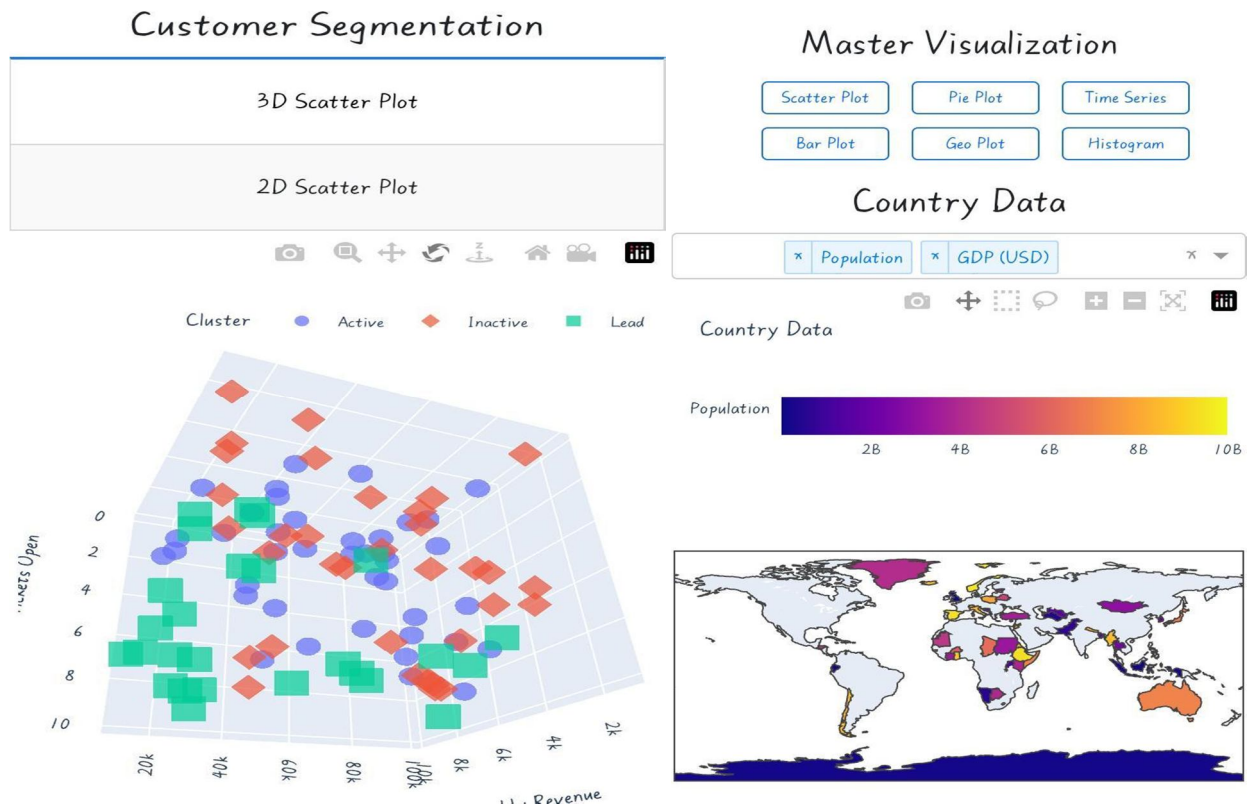 Customer Segmentation
3D Scatter Plot
2D Scatter Plot
Cluster
Active
Inactive
Lead
0
2
4
6
8
10
Open
20k
40k
60k
80k
100k
10k
8k
6k
4k
2k
Revenue
Master Visualization
Scatter Plot
Pie Plot
Time Series
Bar Plot
Geo Plot
Histogram
Country Data
× Population
× GDP (USD)
×
Country Data
Population
2B
4B
6B
8B
10B